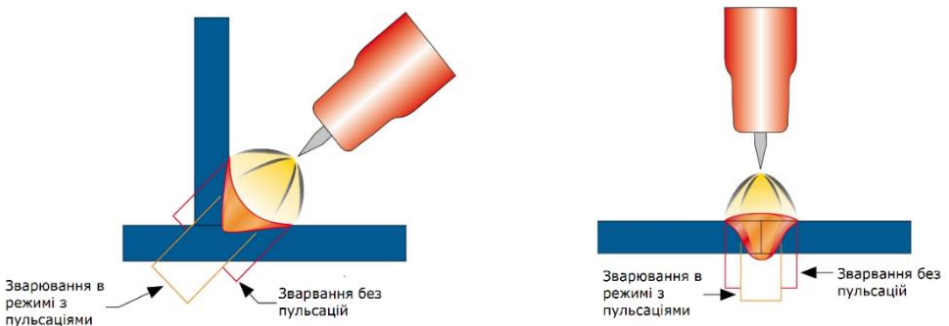 Зварювання в
режимі з
пульсаціями
Зварвання без
пульсацій
Зварювання в
режимі з
пульсаціями
Зварвання без
пульсацій